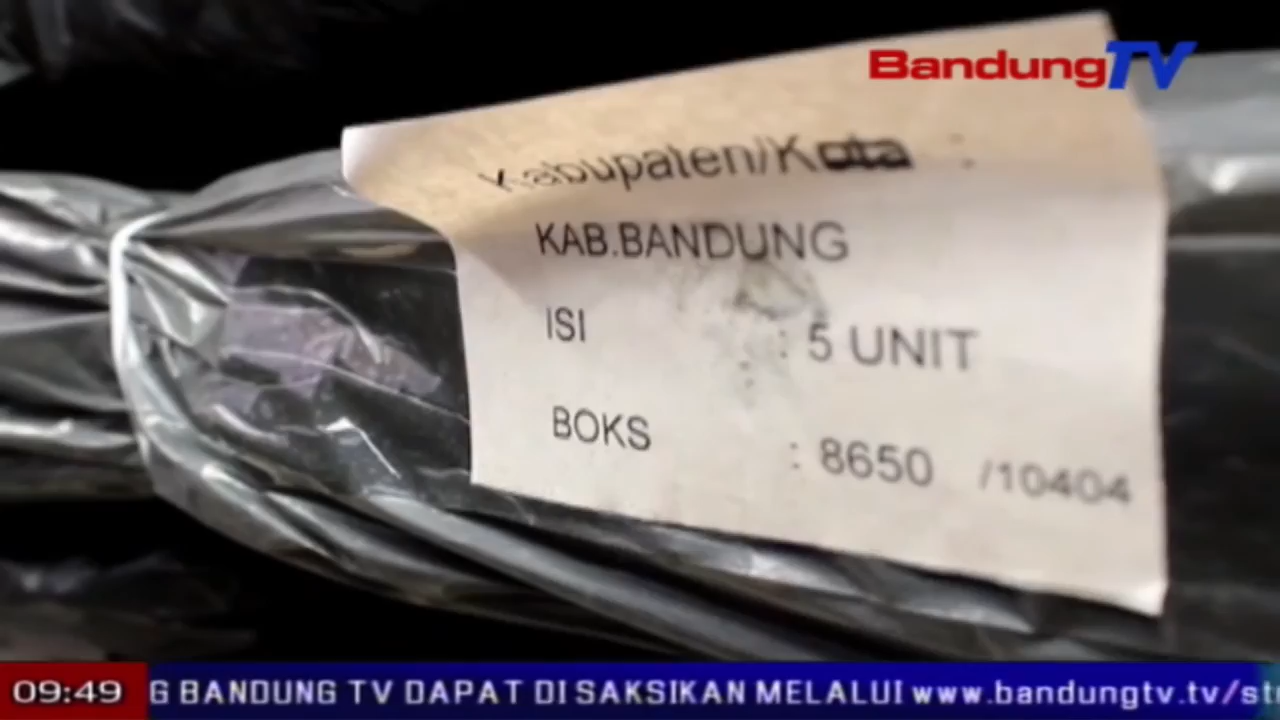 BandungTV
Kabupaten/Kota :
KAB.BANDUNG
ISI : 5 UNIT
BOKS : 8650 /10404
09:49 G BANDUNG TV DAPAT DI SAKSIKAN MELALUI www.bandungtv.tv/st